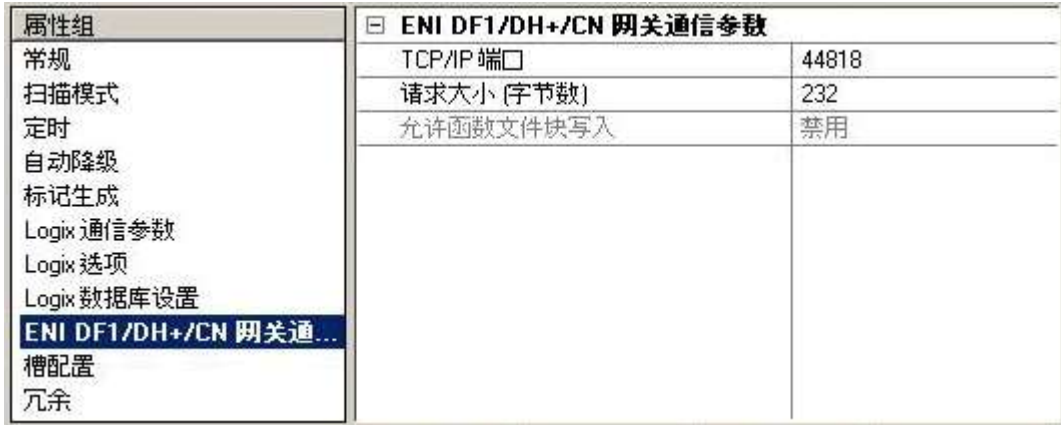 属性组
常规
扫描模式
定时
自动降级
标记生成
Logix 通信参数
Logix 选项
Logix 数据库设置
ENI DF1/DH+/CN 网关通...
槽配置
冗余
ENI DF1/DH+/CN 网关通信参数
TCP/IP 端口 44818
请求大小 (字节数) 232
允许函数文件块写入 禁用